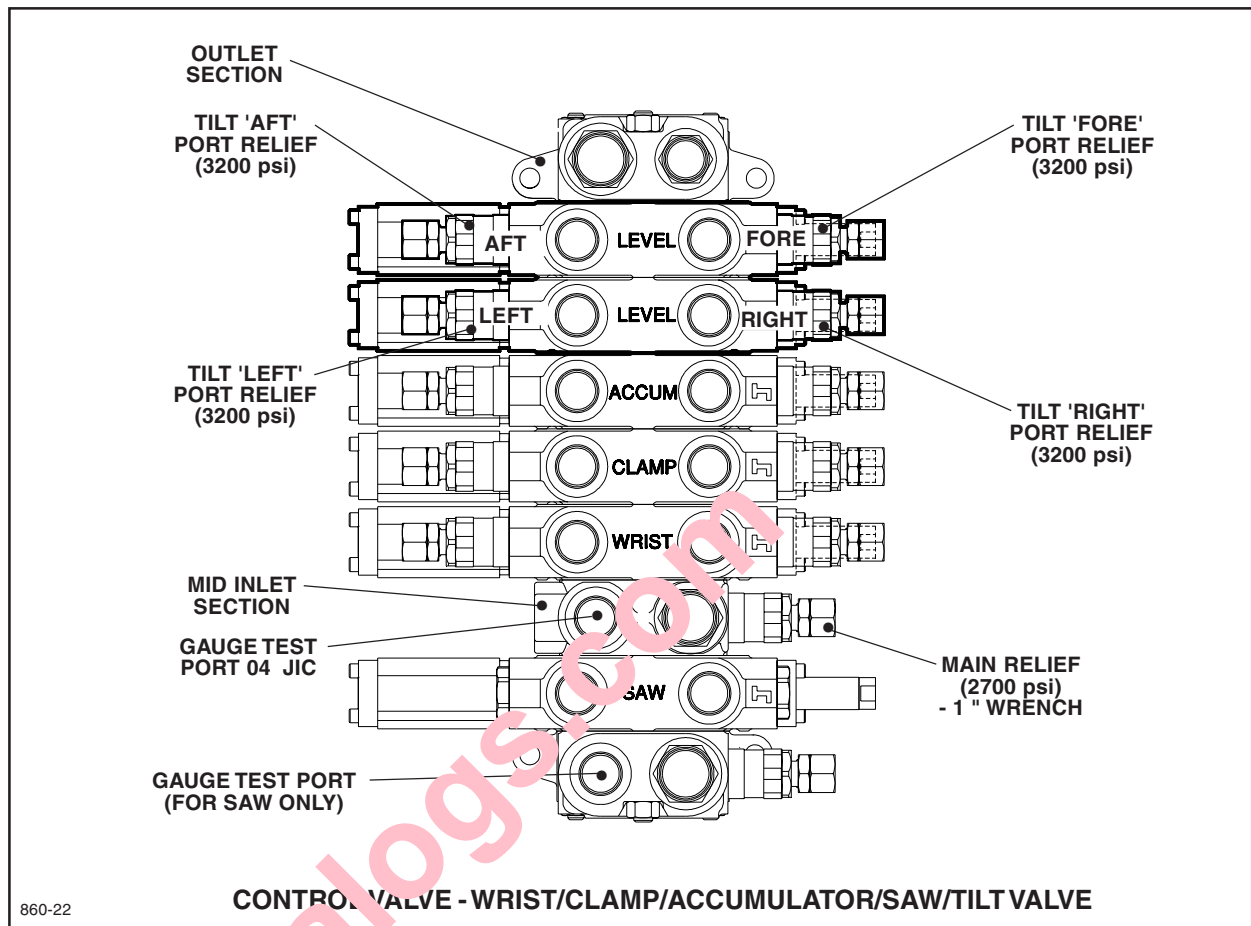 OUTLET
SECTION
TILT 'AFT'
PORT RELIEF
(3200 psi)
TILT 'FORE'
PORT RELIEF
(3200 psi)
AFT
LEVEL
FORE
LEFT
LEVEL
RIGHT
TILT 'LEFT'
PORT RELIEF
(3200 psi)
ACCUM
TILT 'RIGHT'
PORT RELIEF
(3200 psi)
CLAMP
WRIST
MID INLET
SECTION
GAUGE TEST
PORT 04 JIC
MAIN RELIEF
(2700 psi)
- 1 " WRENCH
SAW
GAUGE TEST PORT
(FOR SAW ONLY)
alogs.com
860-22
CONTROL VALVE - WRIST/CLAMP/ACCUMULATOR/SAW/TILT VALVE